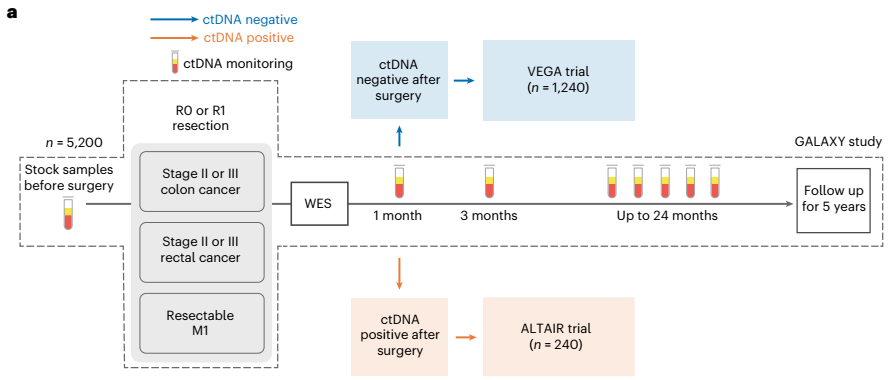 a
ctDNA negative
ctDNA positive
ctDNA monitoring
R0 or R1
resection
n = 5,200
Stock samples
before surgery
Stage II or III
colon cancer
Stage II or III
rectal cancer
Resectable
M1
WES
ctDNA
negative after
surgery
VEGA trial
(n = 1,240)
GALAXY study
1 month
3 months
Up to 24 months
Follow up
for 5 years
ctDNA
positive after
surgery
ALTAIR trial
(n = 240)